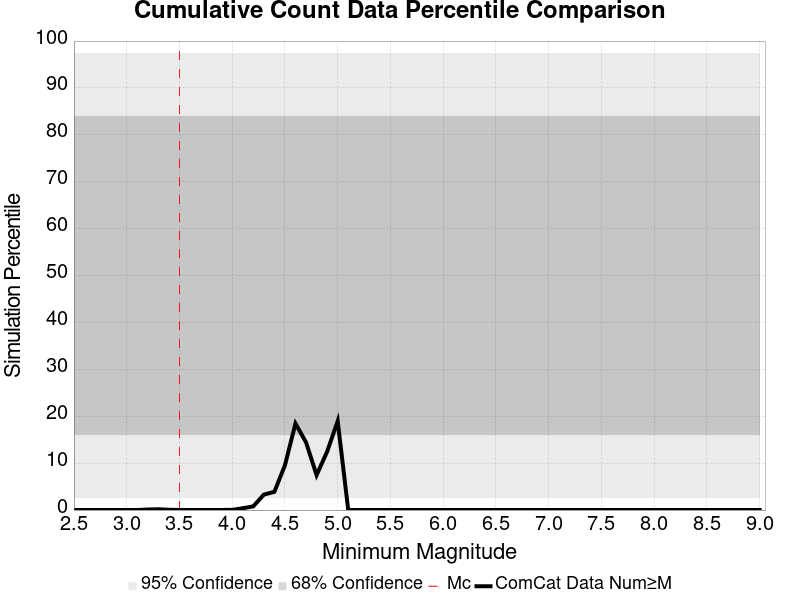 Cumulative Count Data Percentile Comparison
100
90
80
70
60
50
40
30
20
10
0
Simulation Percentile
2.5 3.0 3.5 4.0 4.5 5.0 5.5 6.0 6.5 7.0 7.5 8.0 8.5 9.0
Minimum Magnitude
95% Confidence 68% Confidence Mc ComCat Data Num≥M